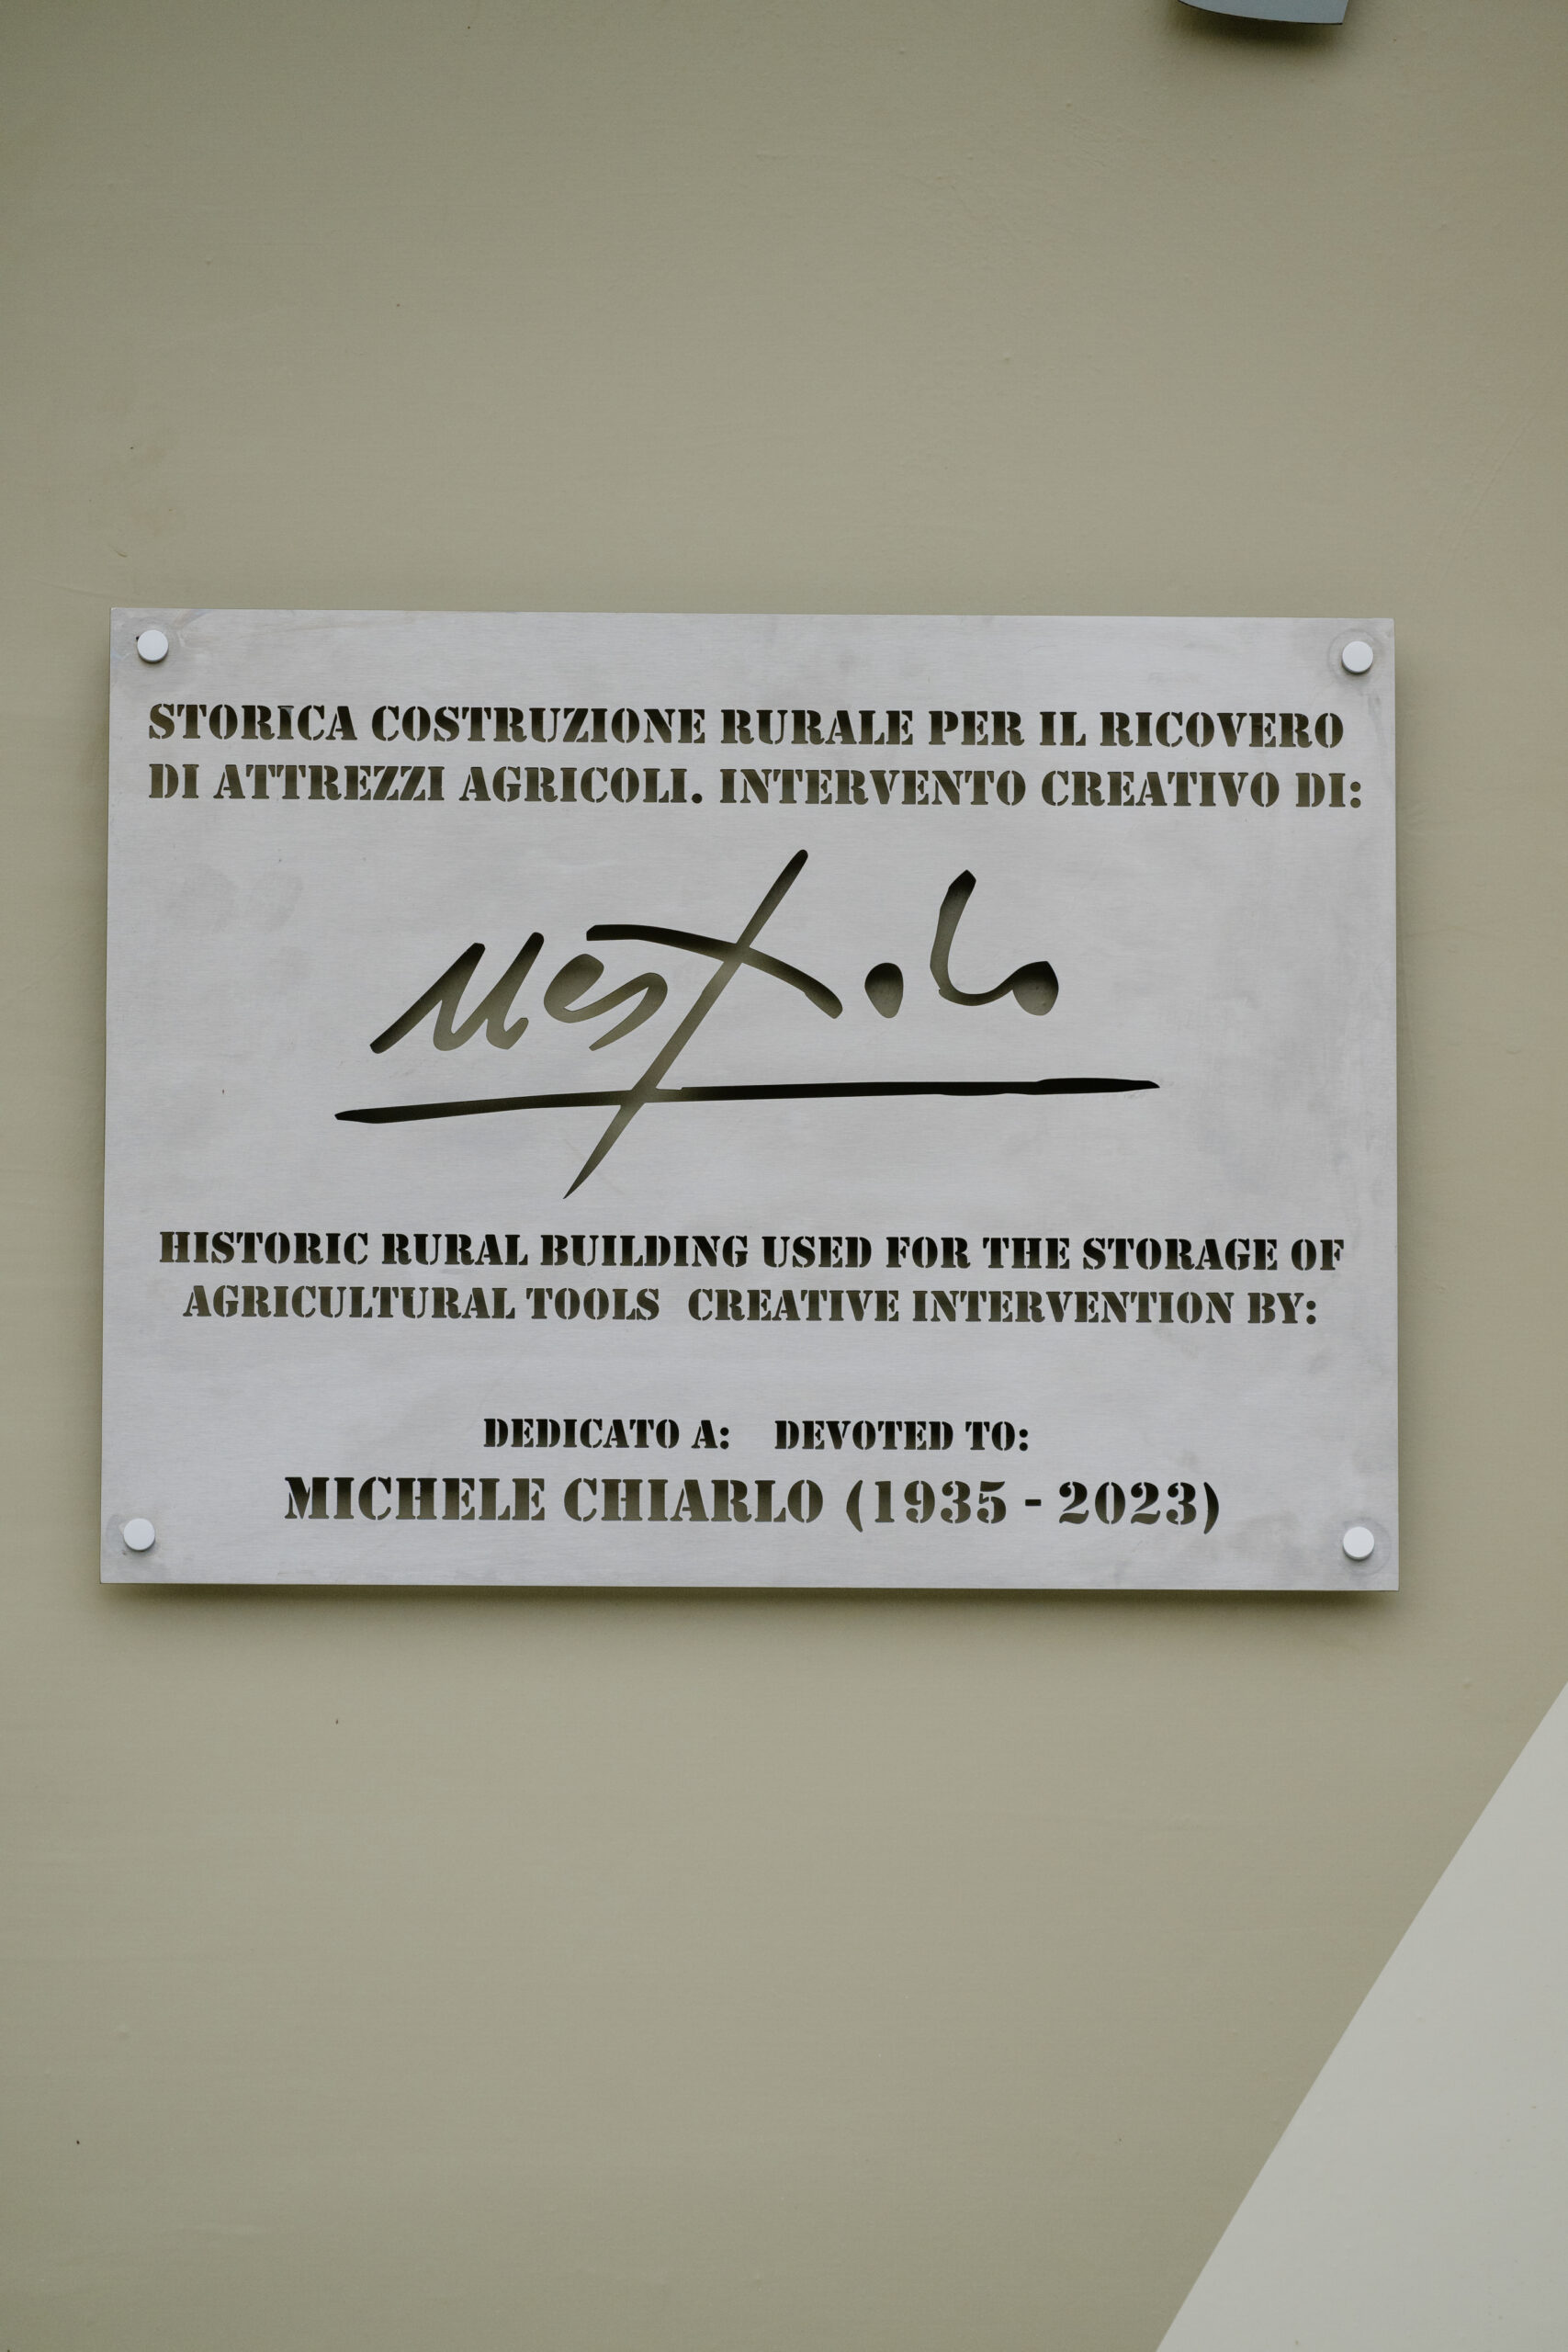 STORICA COSTRUZIONE RURALE PER IL RICOVERO
DI ATTREZZI AGRICOLI. INTERVENTO CREATIVO DI:
Nespolo
HISTORIC RURAL BUILDING USED FOR THE STORAGE OF
AGRICULTURAL TOOLS CREATIVE INTERVENTION BY:
DEDICATO A: DEVOTED TO:
MICHELE CHIARLO (1935 - 2023)